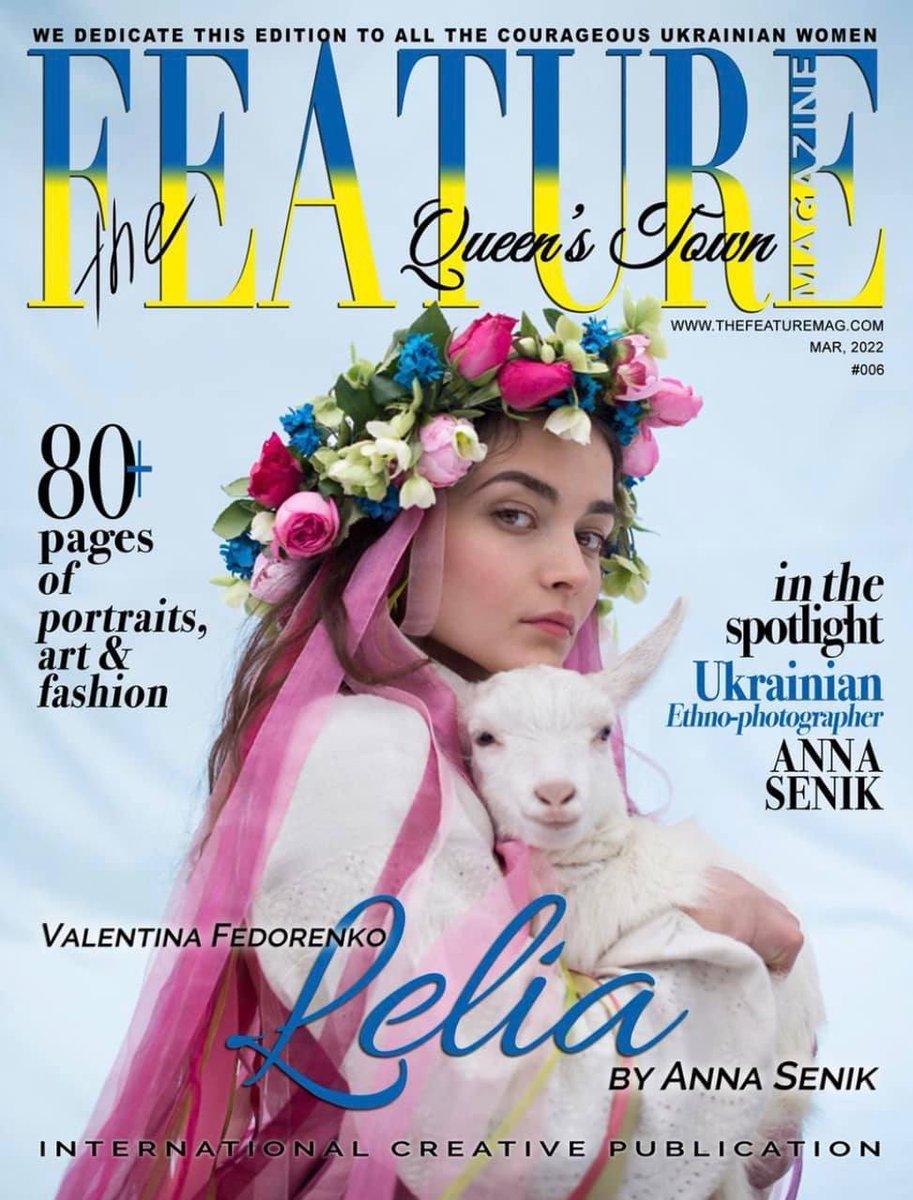 WE DEDICATE THIS EDITION TO ALL THE COURAGEOUS UKRAINIAN WOMEN
the FEATURE MAGAZINE
Queen's Town
WWW.THEFEATUREMAG.COM
MAR, 2022
#006
80+
pages
of
portraits,
art &
fashion
in the
spotlight
Ukrainian
Ethno-photographer
ANNA
SENIK
VALENTINA FEDORENKO
Lelia
BY ANNA SENIK
INTERNATIONAL CREATIVE PUBLICATION